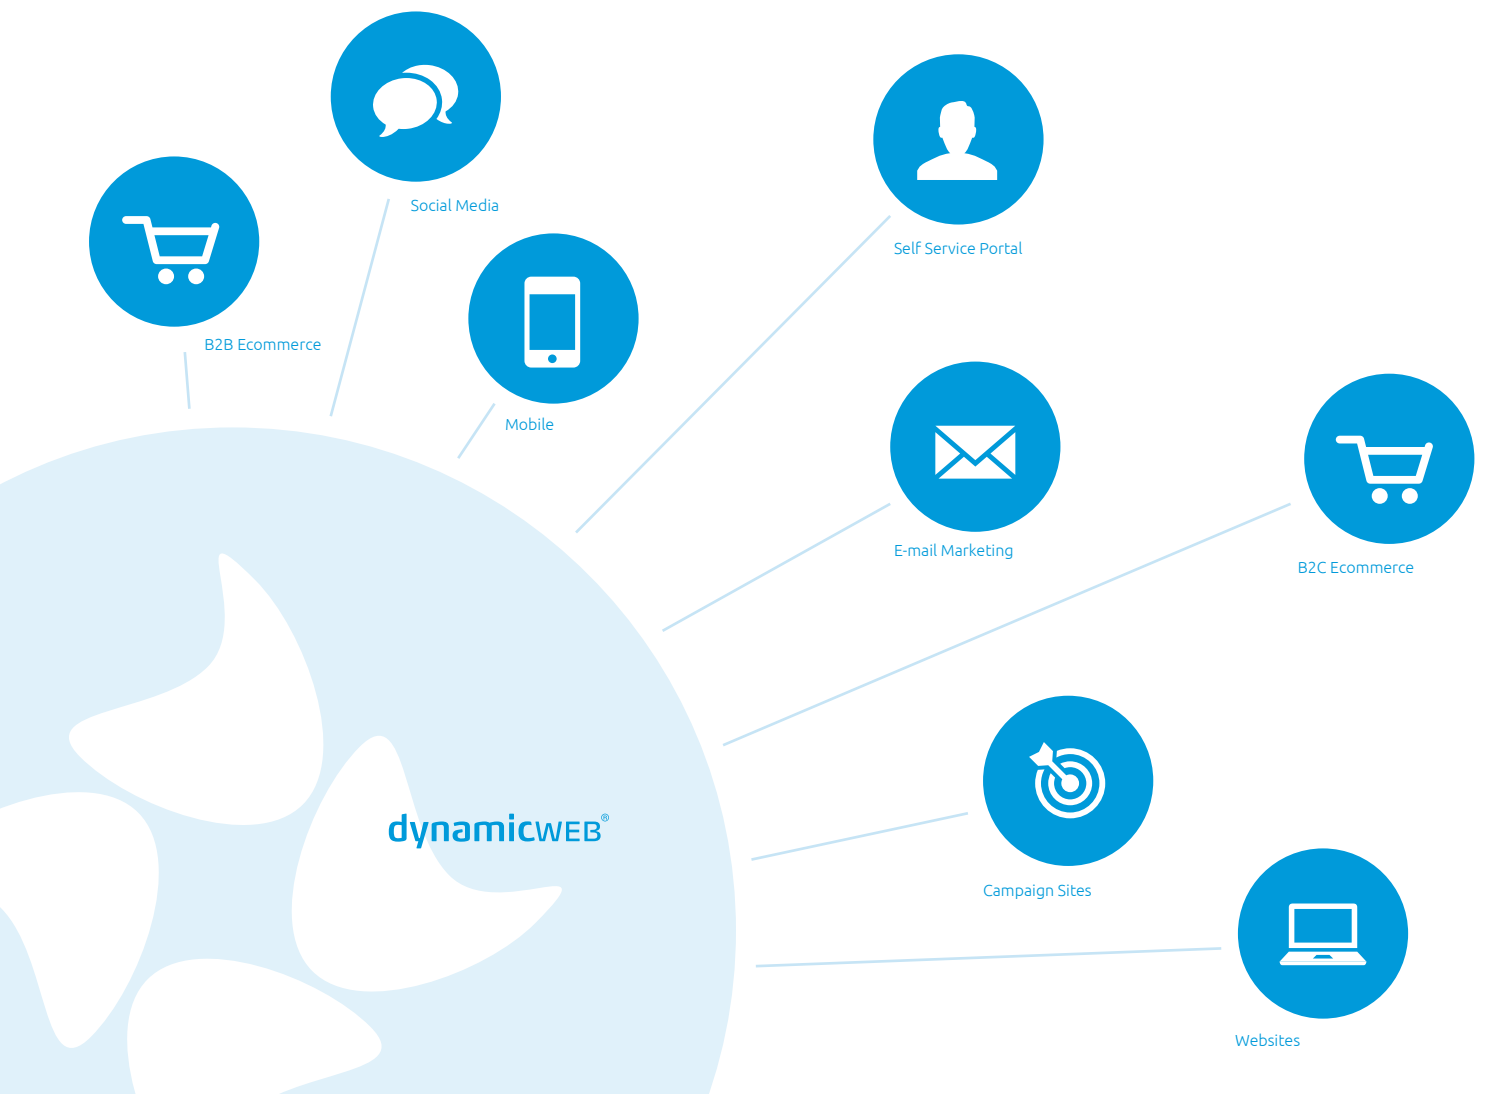 Social Media
Self Service Portal
B2B Ecommerce
Mobile
E-mail Marketing
B2C Ecommerce
dynamicWEB®
Campaign Sites
Websites